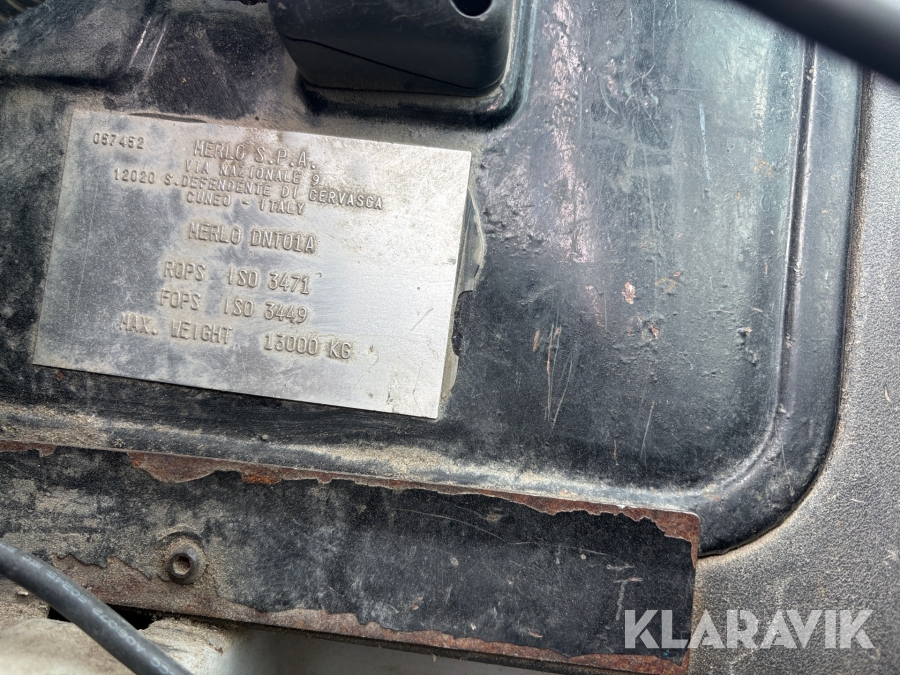 057452
MERLO S.P.A.
VIA NAZIONALE 9
12020 S.DEFENDENTE DI CERVASCA
CUNEO - ITALY
MERLO DNT01A
ROPS ISO 3471
FOPS ISO 3449
MAX. WEIGHT 13000 KG
KLARAVIK